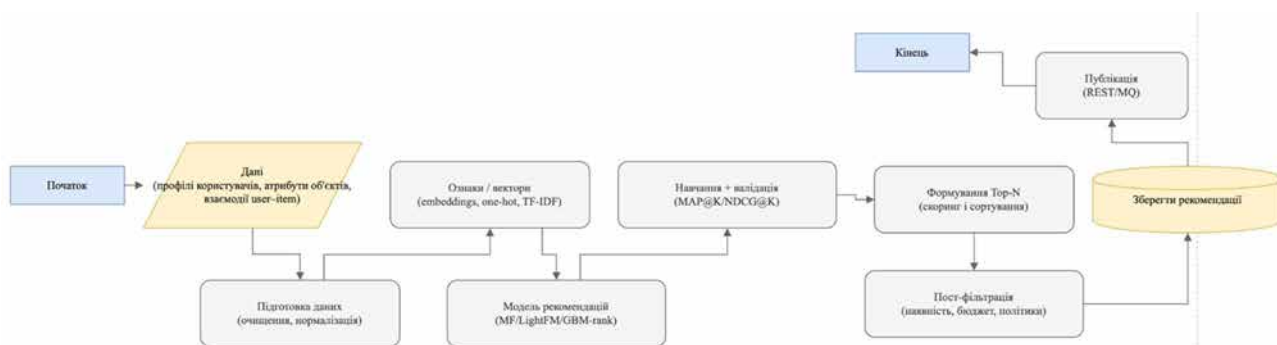 Початок
Дані
(профілі користувачів, атрибути об'єктів,
взаємодії user–item)
Підготовка даних
(очищення, нормалізація)
Ознаки / вектори
(embeddings, one-hot, TF-IDF)
Модель рекомендацій
(MF/LightFM/GBM-rank)
Навчання + валідація
(MAP@K/NDCG@K)
Формування Top-N
(скоринг і сортування)
Пост-фільтрація
(наявність, бюджет, політики)
Зберегти рекомендації
Публікація
(REST/MQ)
Кінець